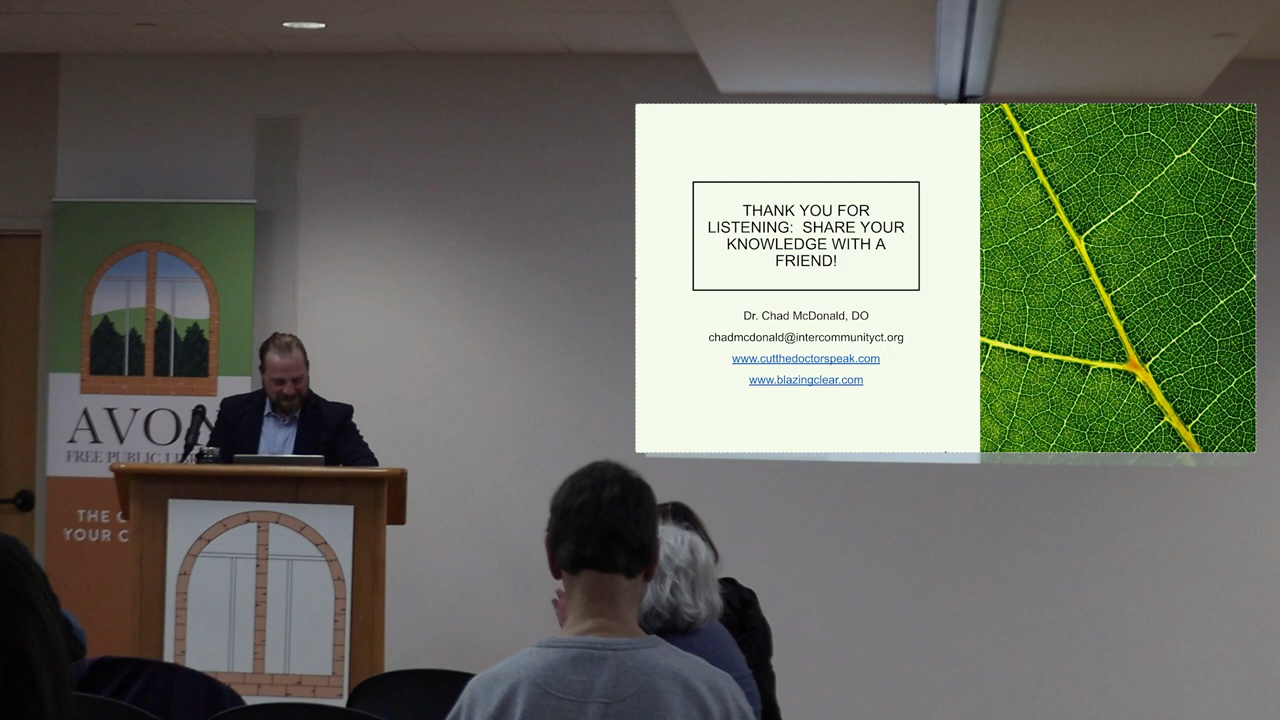 THANK YOU FOR
LISTENING: SHARE YOUR
KNOWLEDGE WITH A
FRIEND!
Dr. Chad McDonald, DO
chadmcdonald@intercommunityct.org
www.cutthedoctorspeak.com
www.blazingclear.com
AVON
FREE PUBLIC
THE
YOUR